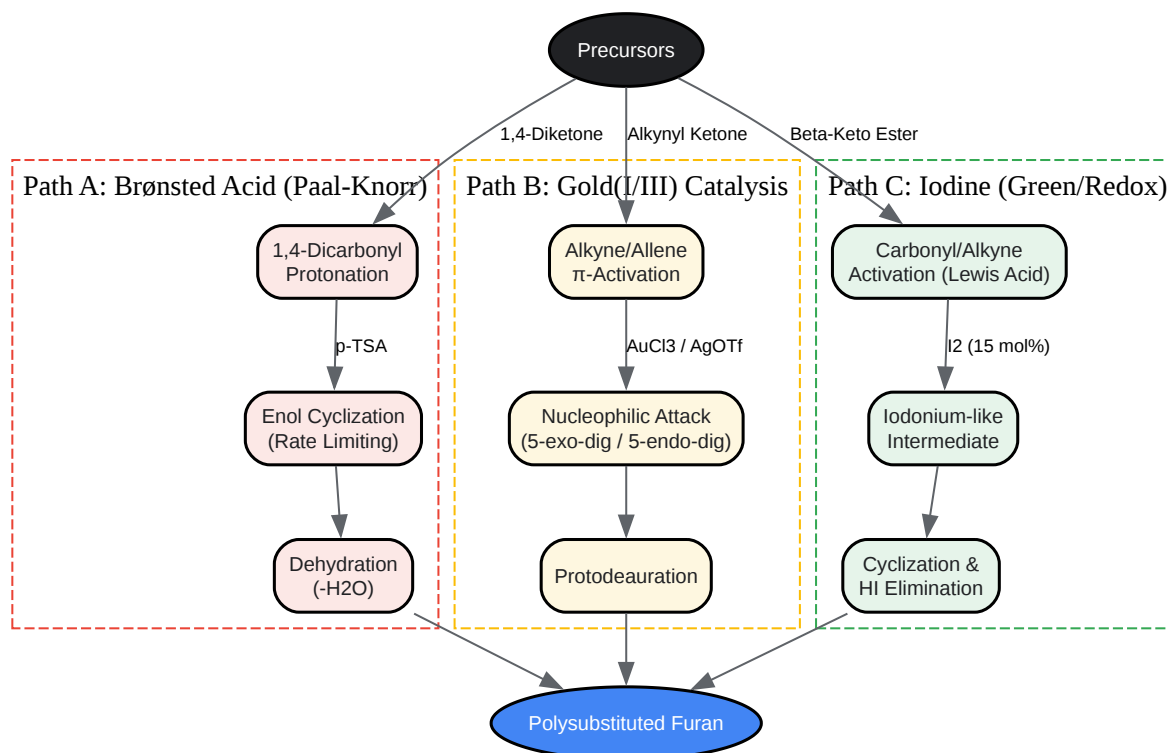 Precursors
1,4-Diketone
Alkynyl Ketone
Beta-Keto Ester
Path A: Brønsted Acid (Paal-Knorr)
Path B: Gold(I/III) Catalysis
Path C: Iodine (Green/Redox)
1,4-Dicarbonyl
Protonation
Alkyne/Allene
π-Activation
Carbonyl/Alkyne
Activation (Lewis Acid)
p-TSA
AuCl3 / AgOTf
I2 (15 mol%)
Enol Cyclization
(Rate Limiting)
Nucleophilic Attack
(5-exo-dig / 5-endo-dig)
Iodonium-like
Intermediate
Dehydration
(-H2O)
Protodeauration
Cyclization &
HI Elimination
Polysubstituted Furan